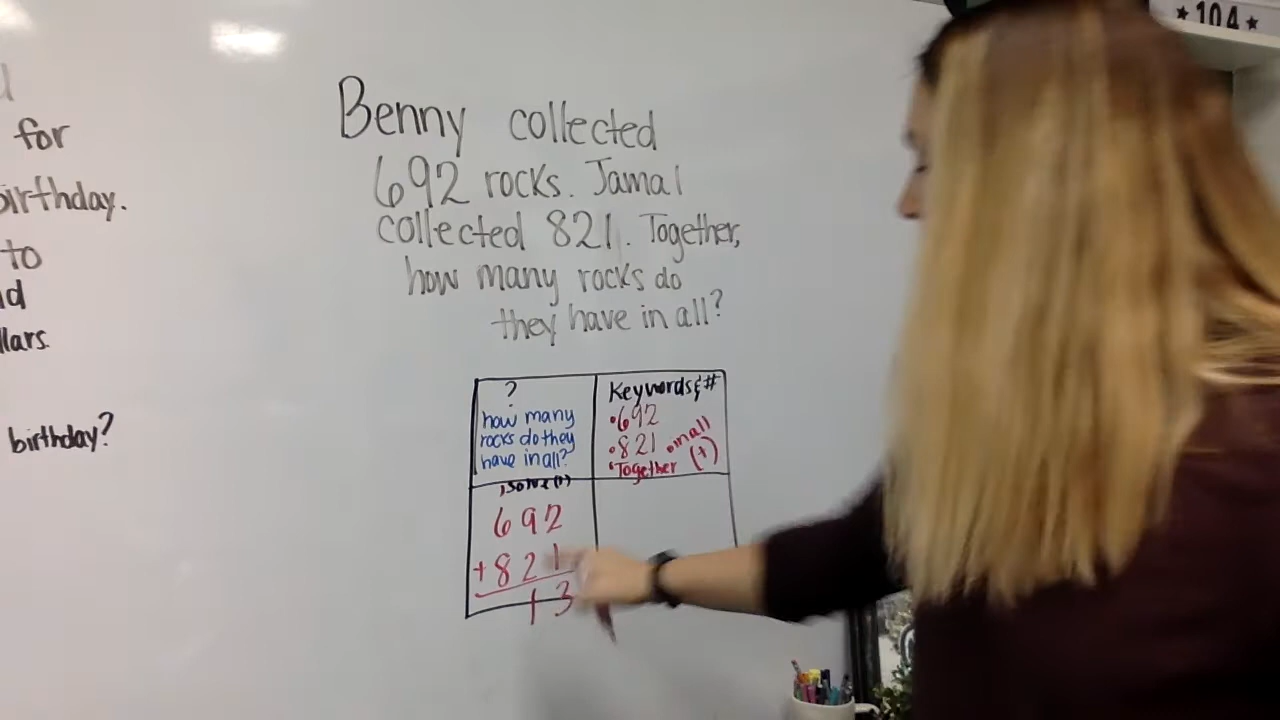 for
birthday.
to
birthday?
Benny collected
692 rocks. Jamal
collected 821. Together,
how many rocks do
they have in all?
?
how many
rocks do they
have in all?
Keywords & #
• 692
• 821 • in all
• Together (+)
692
+ 821
13
★ 104 ★